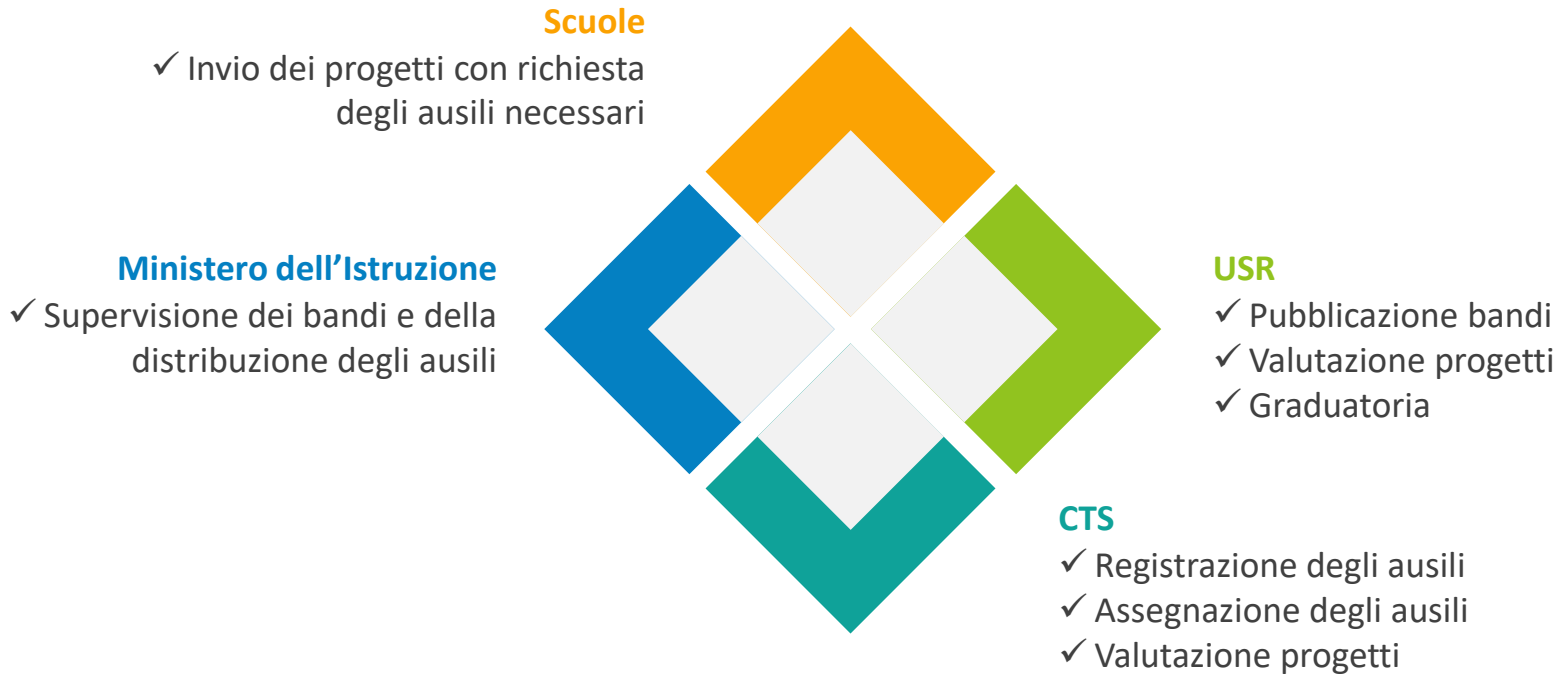 Scuole
✓ Invio dei progetti con richiesta
degli ausili necessari
Ministero dell’Istruzione
✓ Supervisione dei bandi e della
distribuzione degli ausili
USR
✓ Pubblicazione bandi
✓ Valutazione progetti
✓ Graduatoria
CTS
✓ Registrazione degli ausili
✓ Assegnazione degli ausili
✓ Valutazione progetti